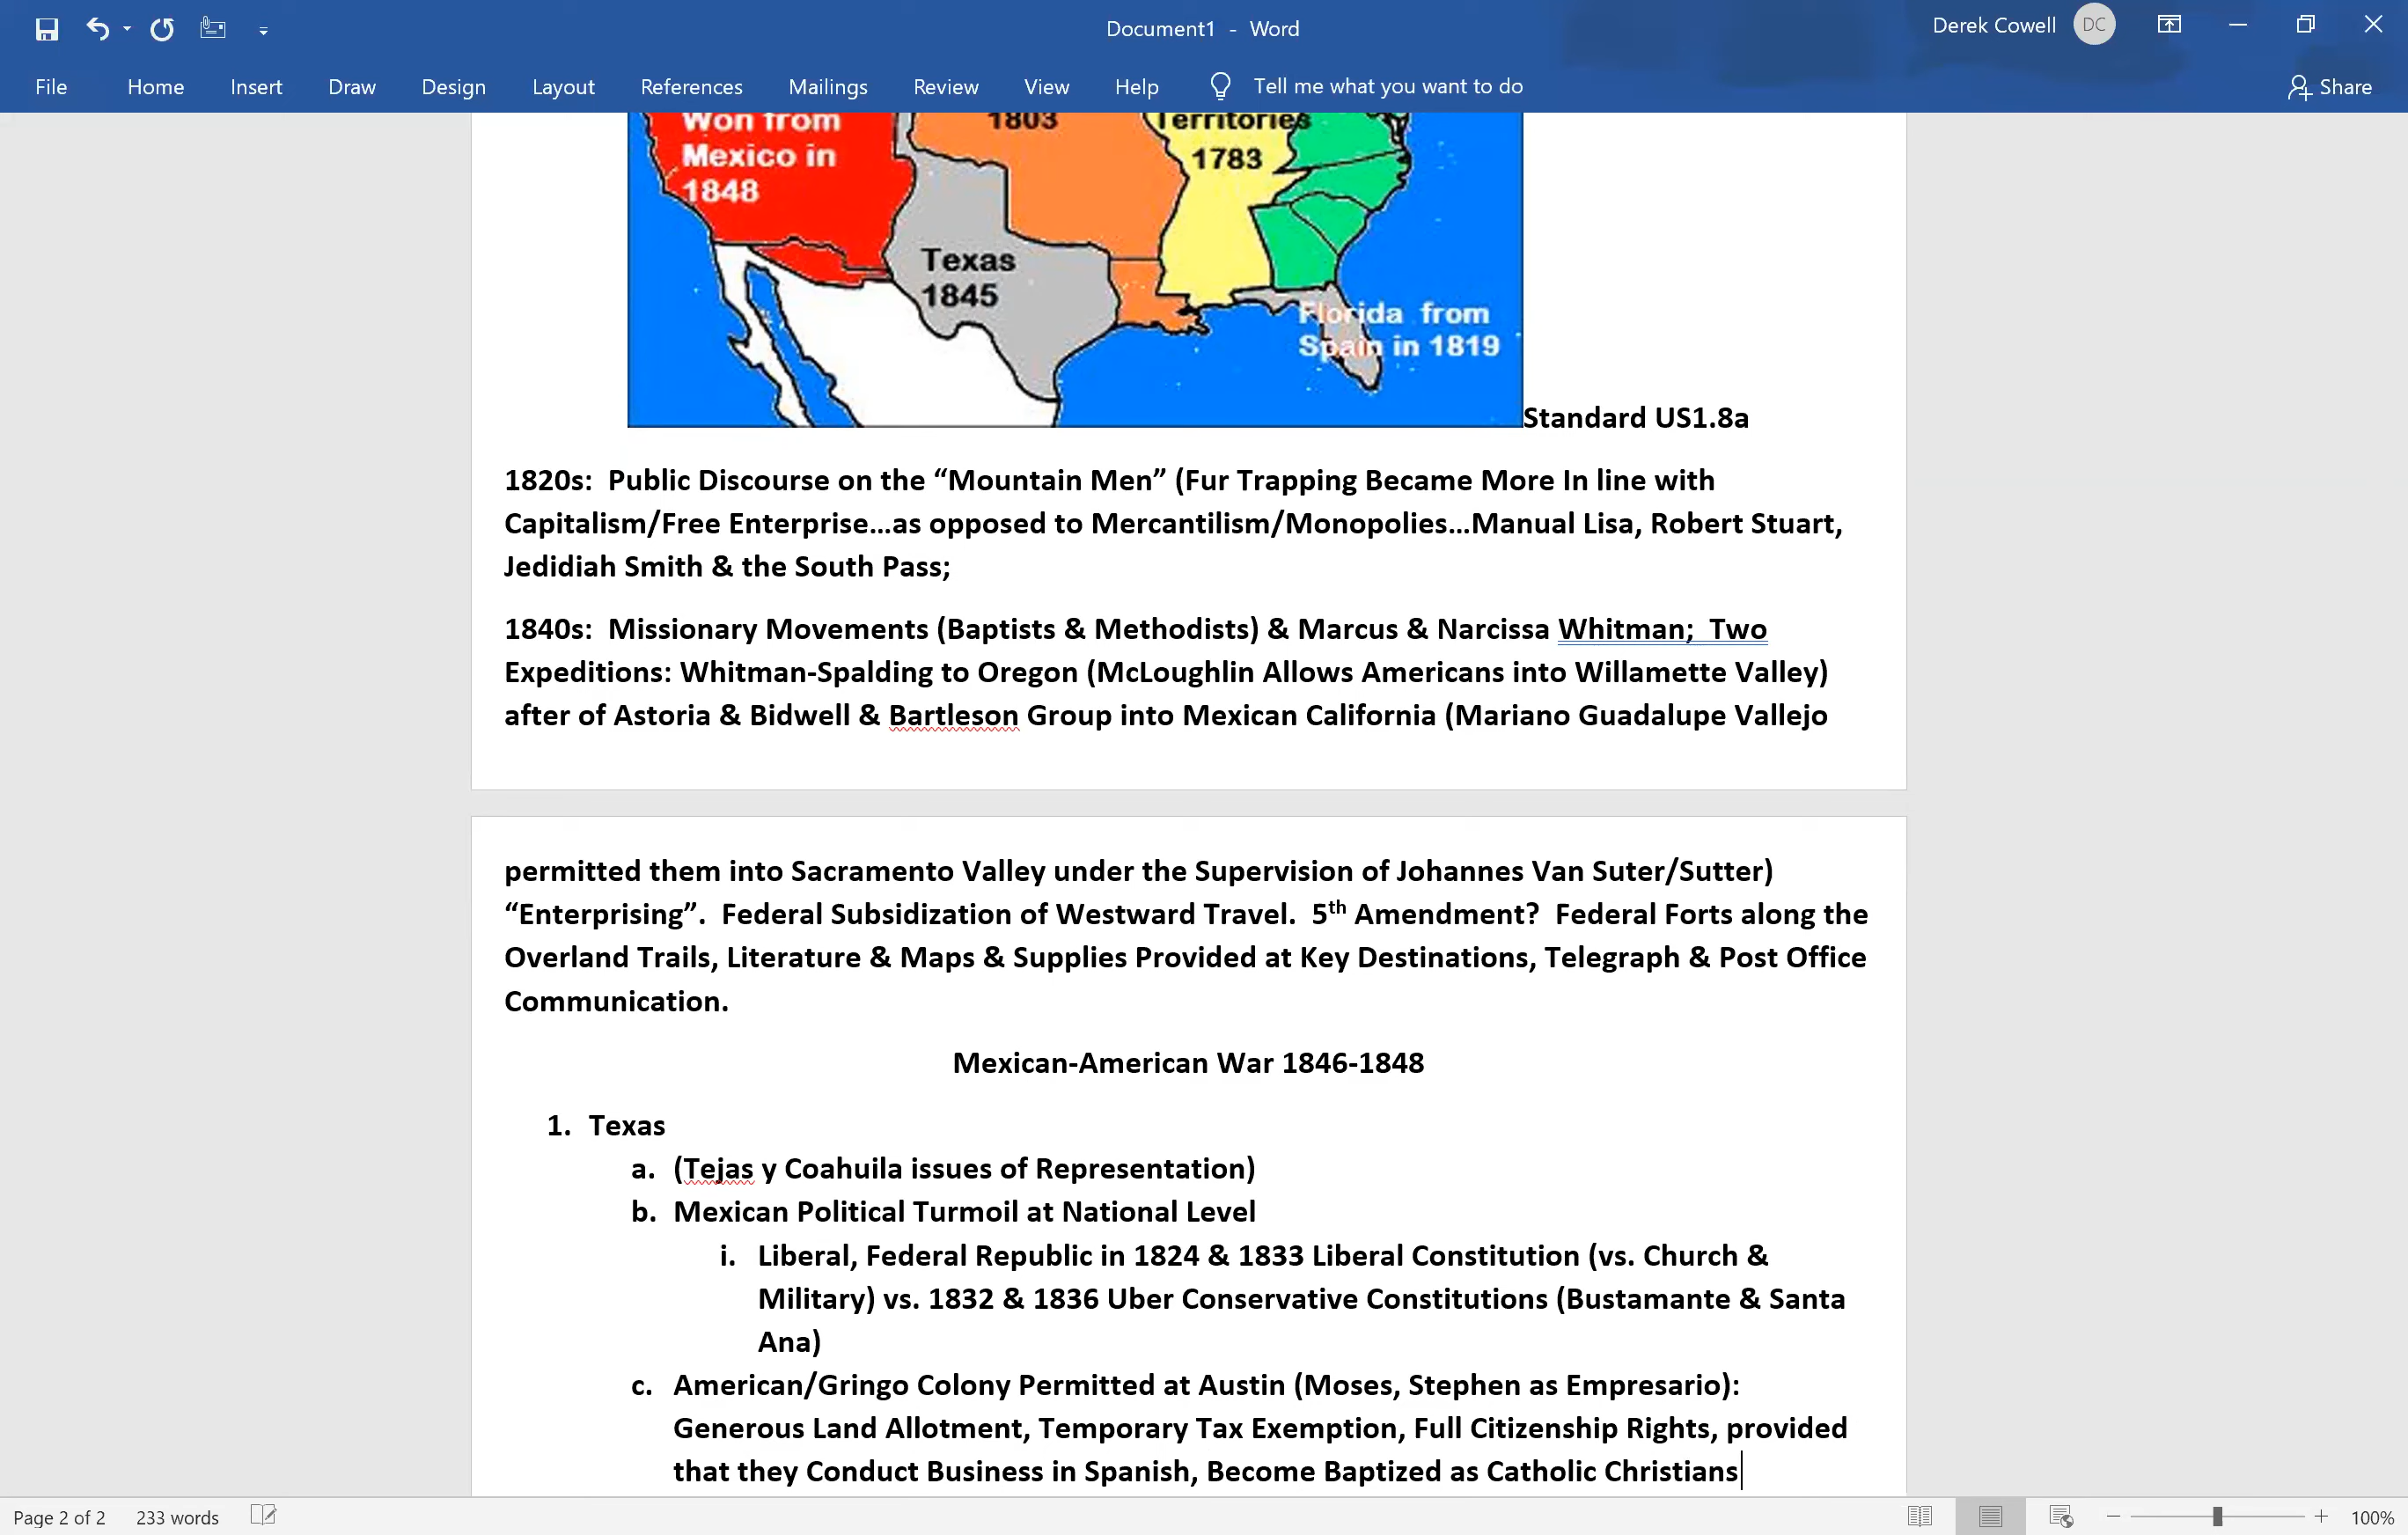 Document1 - Word
Derek Cowell DC
File Home Insert Draw Design Layout References Mailings Review View Help Tell me what you want to do Share
Won from
Mexico in
1848
1803
Territories
1783
Texas
1845
Florida from
Spain in 1819
Standard US1.8a
1820s:  Public Discourse on the “Mountain Men” (Fur Trapping Became More In line with
Capitalism/Free Enterprise…as opposed to Mercantilism/Monopolies…Manual Lisa, Robert Stuart,
Jedidiah Smith & the South Pass;
1840s:  Missionary Movements (Baptists & Methodists) & Marcus & Narcissa Whitman;  Two
Expeditions: Whitman-Spalding to Oregon (McLoughlin Allows Americans into Willamette Valley)
after of Astoria & Bidwell & Bartleson Group into Mexican California (Mariano Guadalupe Vallejo
permitted them into Sacramento Valley under the Supervision of Johannes Van Suter/Sutter)
“Enterprising”.  Federal Subsidization of Westward Travel.  5th Amendment?  Federal Forts along the
Overland Trails, Literature & Maps & Supplies Provided at Key Destinations, Telegraph & Post Office
Communication.
Mexican-American War 1846-1848
1. Texas
a. (Tejas y Coahuila issues of Representation)
b. Mexican Political Turmoil at National Level
i. Liberal, Federal Republic in 1824 & 1833 Liberal Constitution (vs. Church &
Military) vs. 1832 & 1836 Uber Conservative Constitutions (Bustamante & Santa
Ana)
c. American/Gringo Colony Permitted at Austin (Moses, Stephen as Empresario):
Generous Land Allotment, Temporary Tax Exemption, Full Citizenship Rights, provided
that they Conduct Business in Spanish, Become Baptized as Catholic Christians
Page 2 of 2 233 words 100%